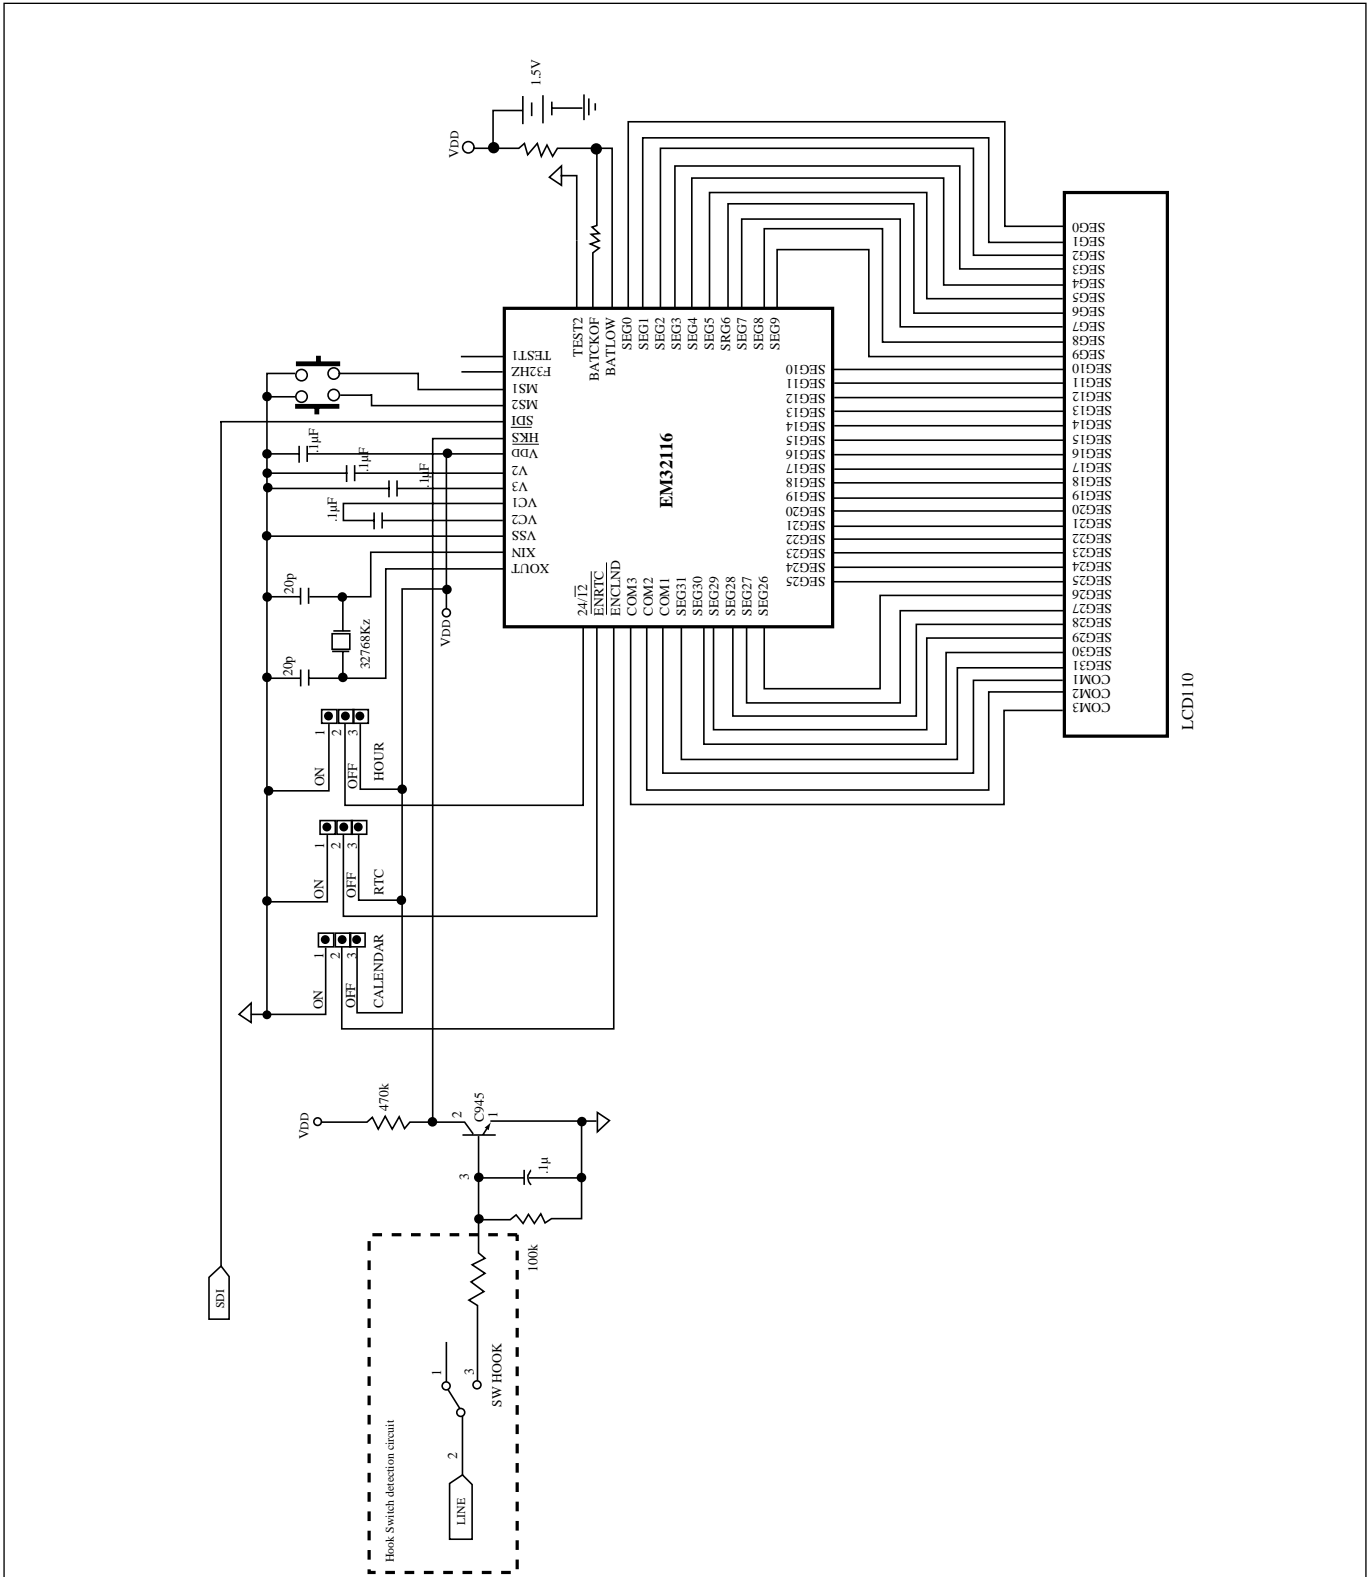 1.5V
VDD
TEST2
BATCKOF
BATLOW
SEG0
SEG1
SEG2
SEG3
SEG4
SEG5
SRG6
SEG7
SEG8
SEG9
TEST1
F32HZ
MS1
MS2
SDI
HKS
VDD
V2
V3
VC1
VC2
VSS
XIN
XOUT
EM32116
SEG10
SEG11
SEG12
SEG13
SEG14
SEG15
SEG16
SEG17
SEG18
SEG19
SEG20
SEG21
SEG22
SEG23
SEG24
SEG25
24/12
ENRTC
ENCLND
COM3
COM2
COM1
SEG31
SEG30
SEG29
SEG28
SEG27
SEG26
SEG0
SEG1
SEG2
SEG3
SEG4
SEG5
SEG6
SEG7
SEG8
SEG9
SEG10
SEG11
SEG12
SEG13
SEG14
SEG15
SEG16
SEG17
SEG18
SEG19
SEG20
SEG21
SEG22
SEG23
SEG24
SEG25
SEG26
SEG27
SEG28
SEG29
SEG30
SEG31
COM1
COM2
COM3
LCD110
.1µF
.1µF
.1µF
.1µF
20p
32768Kz
20p
VDD
1
2
3
ON
OFF
HOUR
1
2
3
ON
OFF
RTC
1
2
3
ON
OFF
CALENDAR
VDD
470k
2
C945
1
3
.1µ
100k
SDI
1
3
SW HOOK
2
LINE
Hook Switch detection circuit